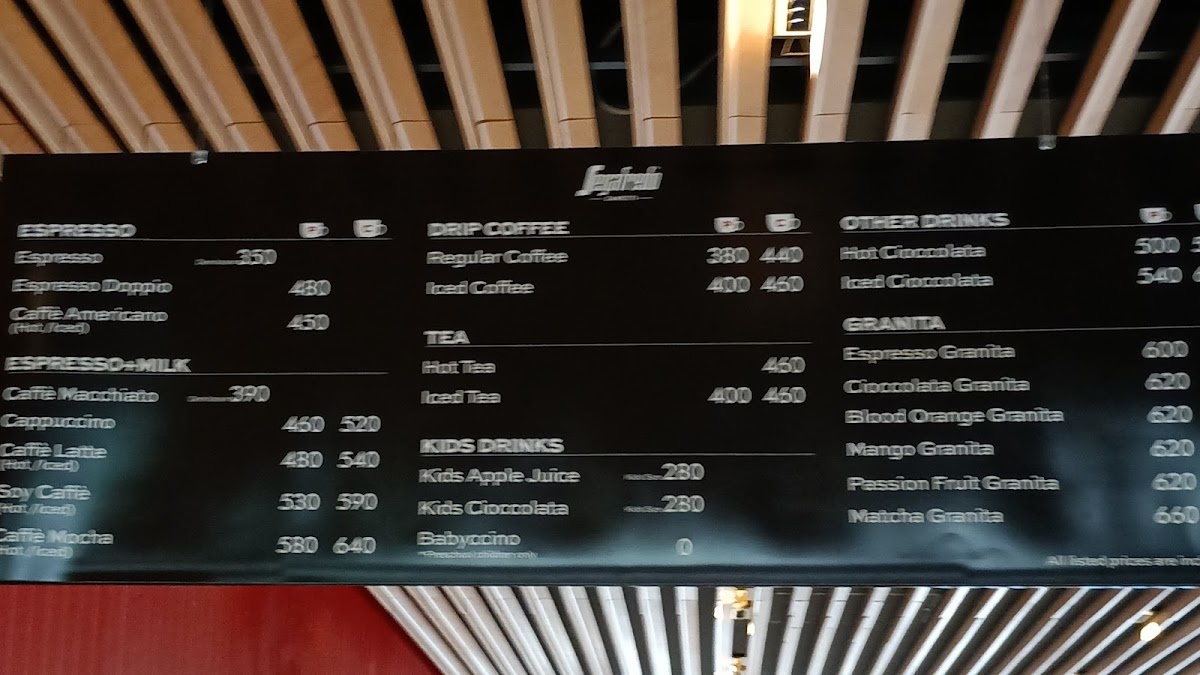 Segafredo
ESPRESSO
Espresso 350
Espresso Doppio 480
Caffè Americano 450
(Hot / Iced)
ESPRESSO+MILK
Caffè Macchiato 390
Cappuccino 460 520
Caffè Latte 480 540
(Hot / Iced)
Soy Caffè 530 590
(Hot / Iced)
Caffè Mocha 580 640
(Hot / Iced)
DRIP COFFEE
Regular Coffee 380 440
Iced Coffee 400 460
TEA
Hot Tea 460
Iced Tea 400 460
KIDS DRINKS
Kids Apple Juice 280
Kids Cioccolata 280
Babyccino 0
*Preschool children only
OTHER DRINKS
Hot Cioccolata 500
Iced Cioccolata 540
GRANITA
Espresso Granita 600
Cioccolata Granita 620
Blood Orange Granita 620
Mango Granita 620
Passion Fruit Granita 620
Matcha Granita 660
All listed prices are